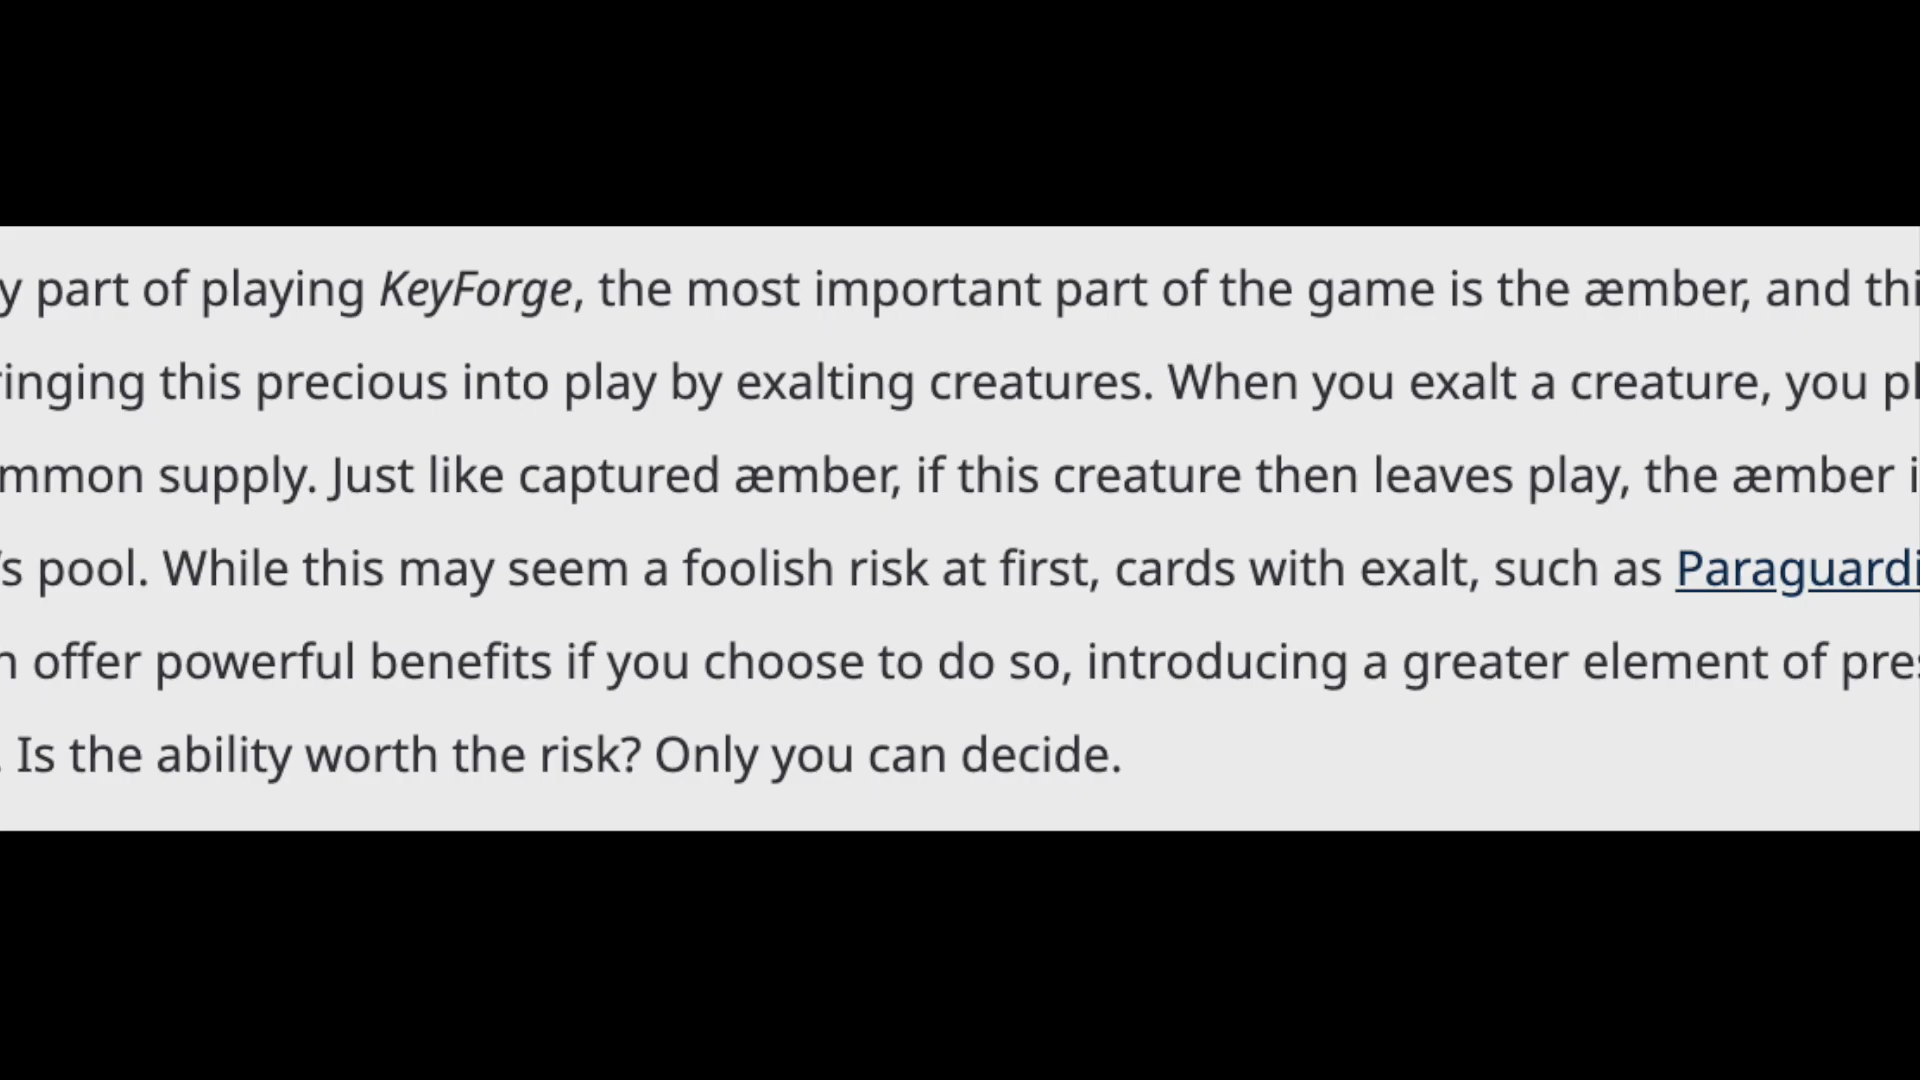 y part of playing KeyForge, the most important part of the game is the æmber, and thi
ringing this precious into play by exalting creatures. When you exalt a creature, you pl
mmon supply. Just like captured æmber, if this creature then leaves play, the æmber i
’s pool. While this may seem a foolish risk at first, cards with exalt, such as Paraguardi
n offer powerful benefits if you choose to do so, introducing a greater element of pres
. Is the ability worth the risk? Only you can decide.